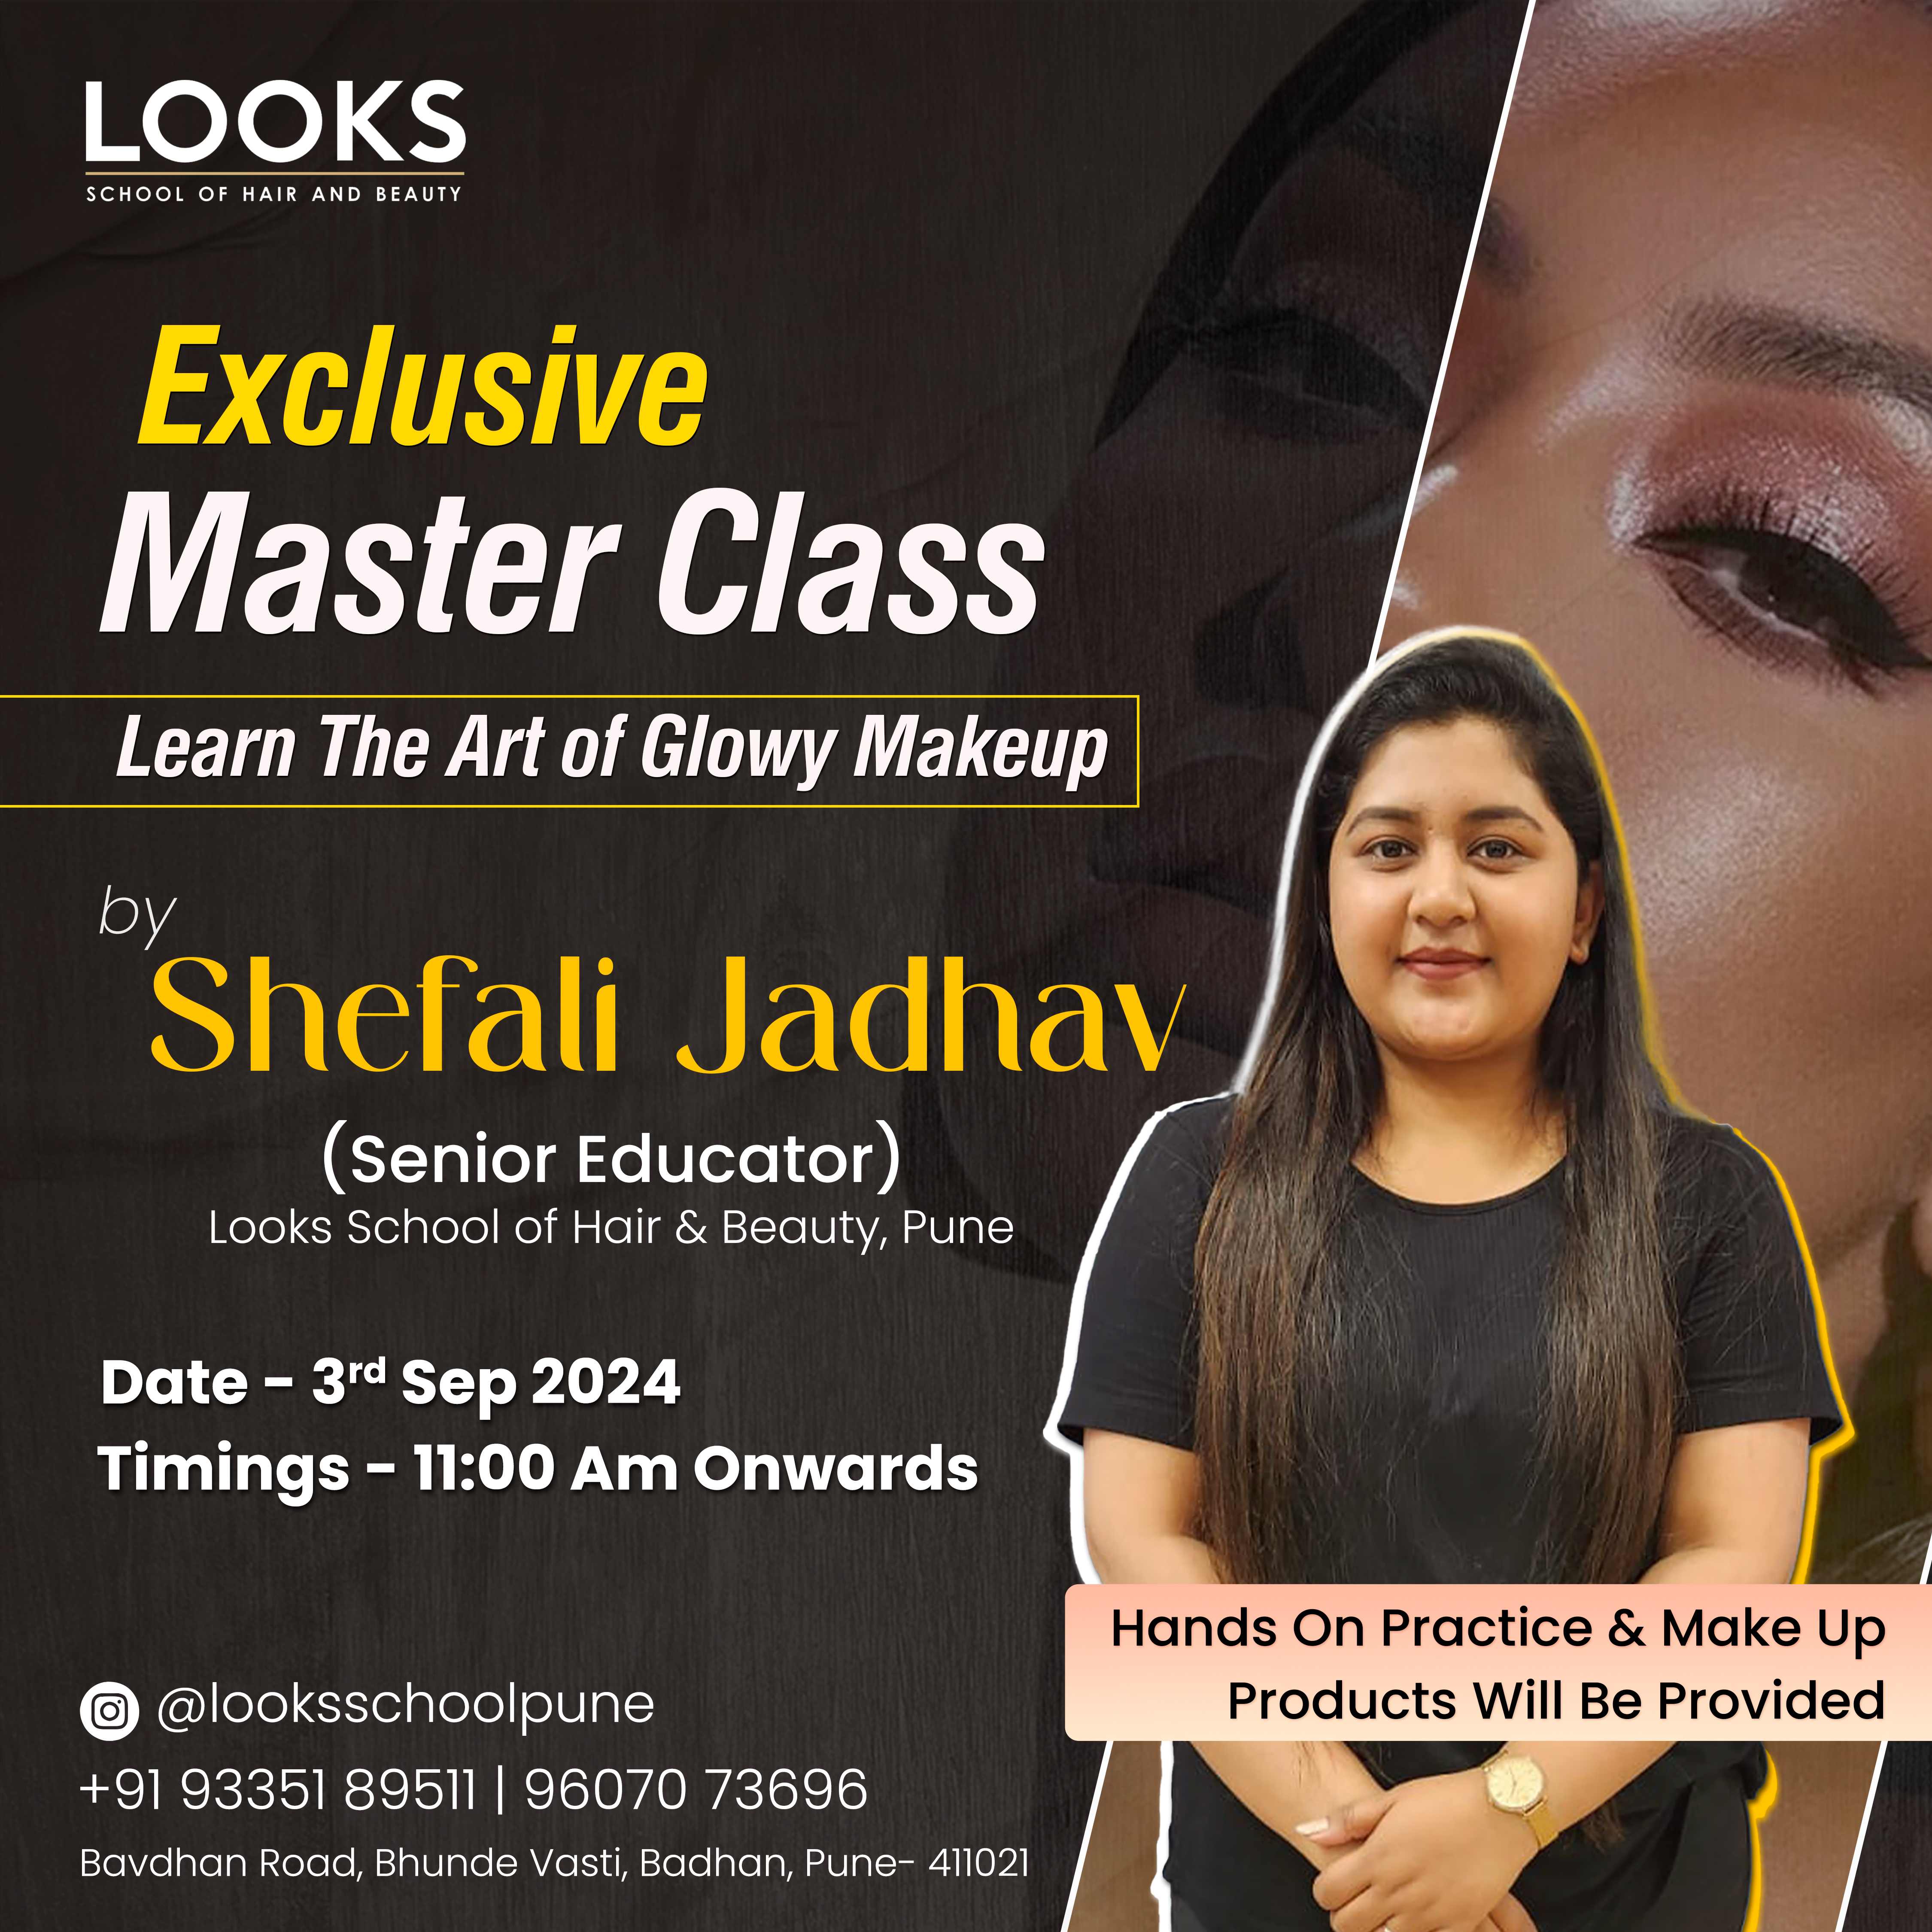 LOOKS
SCHOOL OF HAIR AND BEAUTY
Exclusive
Master Class
Learn The Art of Glowy Makeup
by
Shefali Jadhav
(Senior Educator)
Looks School of Hair & Beauty, Pune
Date - 3rd Sep 2024
Timings - 11:00 Am Onwards
Hands On Practice & Make Up
Products Will Be Provided
@looksschoolpune
+91 93351 89511 | 96070 73696
Bavdhan Road, Bhunde Vasti, Badhan, Pune- 411021